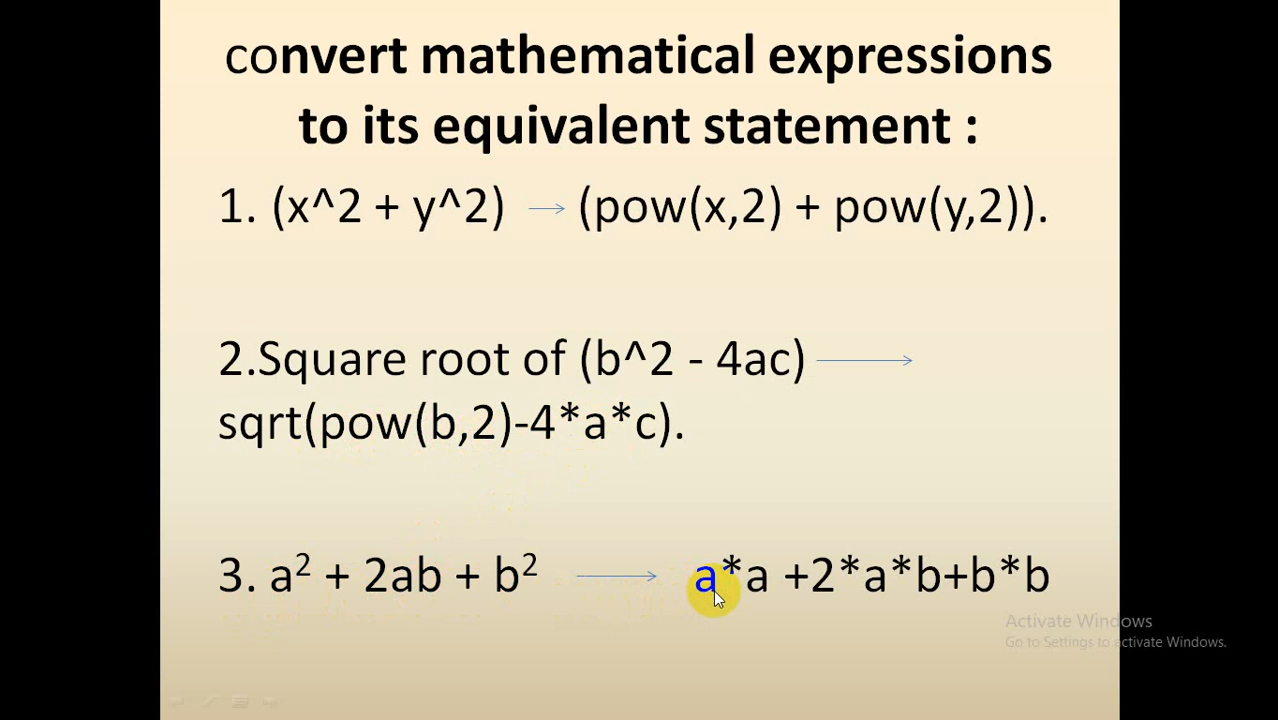 convert mathematical expressions
to its equivalent statement :
1. (x^2 + y^2) → (pow(x,2) + pow(y,2)).
2.Square root of (b^2 - 4ac) →
sqrt(pow(b,2)-4*a*c).
3. a² + 2ab + b² → a*a +2*a*b+b*b
Activate Windows
Go to Settings to activate Windows.